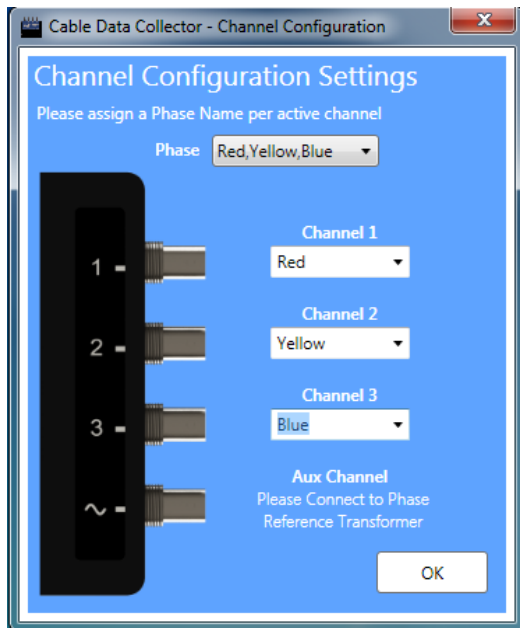 Cable Data Collector - Channel Configuration
x
Channel Configuration Settings
Please assign a Phase Name per active channel
Phase Red,Yellow,Blue
Channel 1
1 Red
Channel 2
2 Yellow
Channel 3
3 Blue
Aux Channel
Please Connect to Phase
~
Reference Transformer
OK